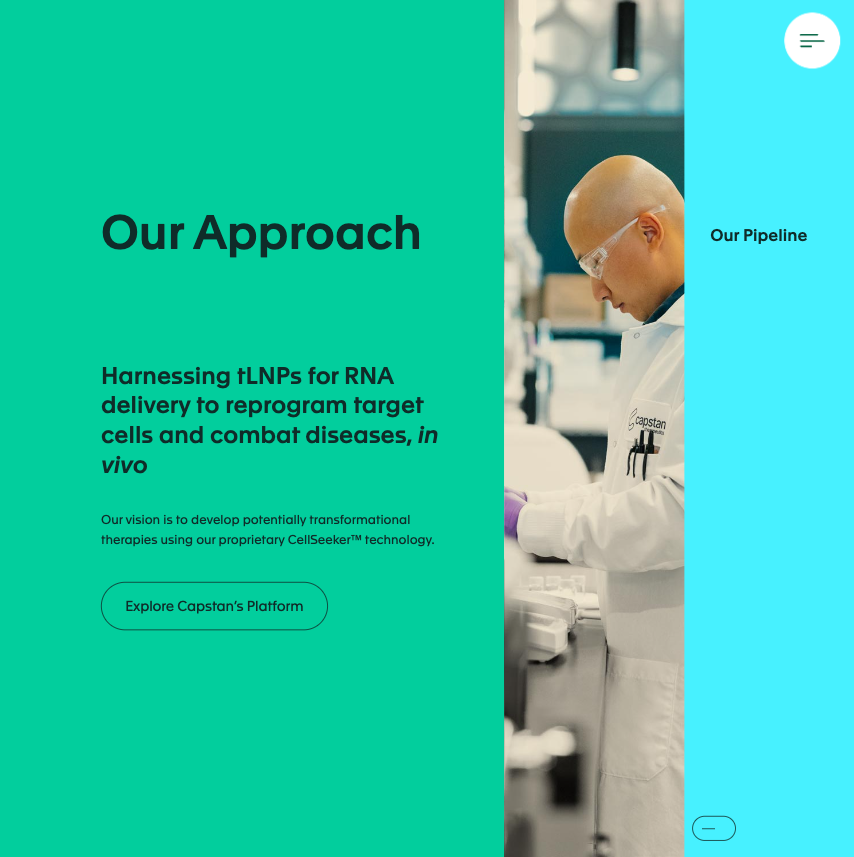 Our Approach
Our Pipeline
Harnessing tLNPs for RNA
delivery to reprogram target
cells and combat diseases, in
vivo
capstan
Our vision is to develop potentially transformational
therapies using our proprietary CellSeeker™ technology.
Explore Capstan's Platform